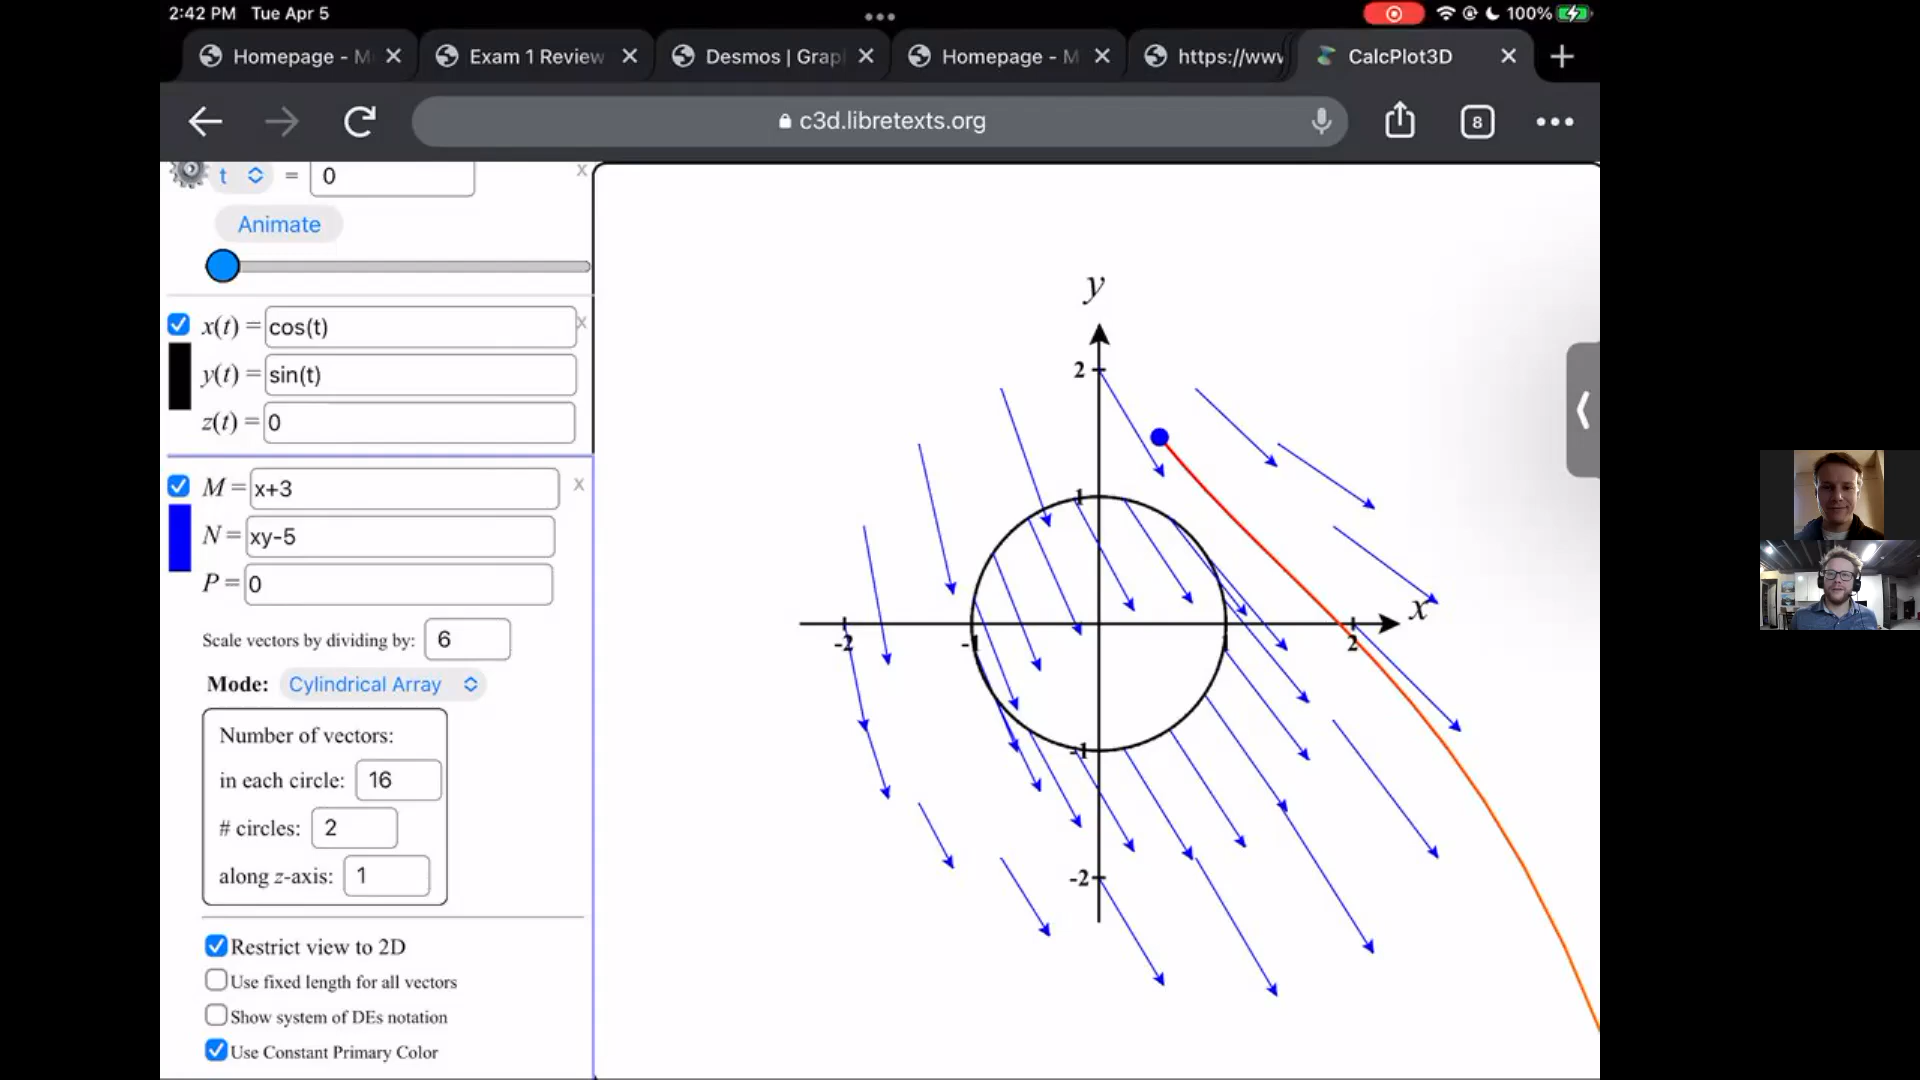 2:42 PM Tue Apr 5
100%
Homepage - M
Exam 1 Review
Desmos | Grap
Homepage - M
https://www
CalcPlot3D
c3d.libretexts.org
8
t = 0
x
Animate
x(t) = cos(t)
x
y(t) = sin(t)
z(t) = 0
M = x+3
x
N = xy-5
P = 0
Scale vectors by dividing by: 6
Mode: Cylindrical Array
Number of vectors:
in each circle: 16
# circles: 2
along z-axis: 1
Restrict view to 2D
Use fixed length for all vectors
Show system of DEs notation
Use Constant Primary Color
y
2
1
x
-2
-1
1
2
-1
-2